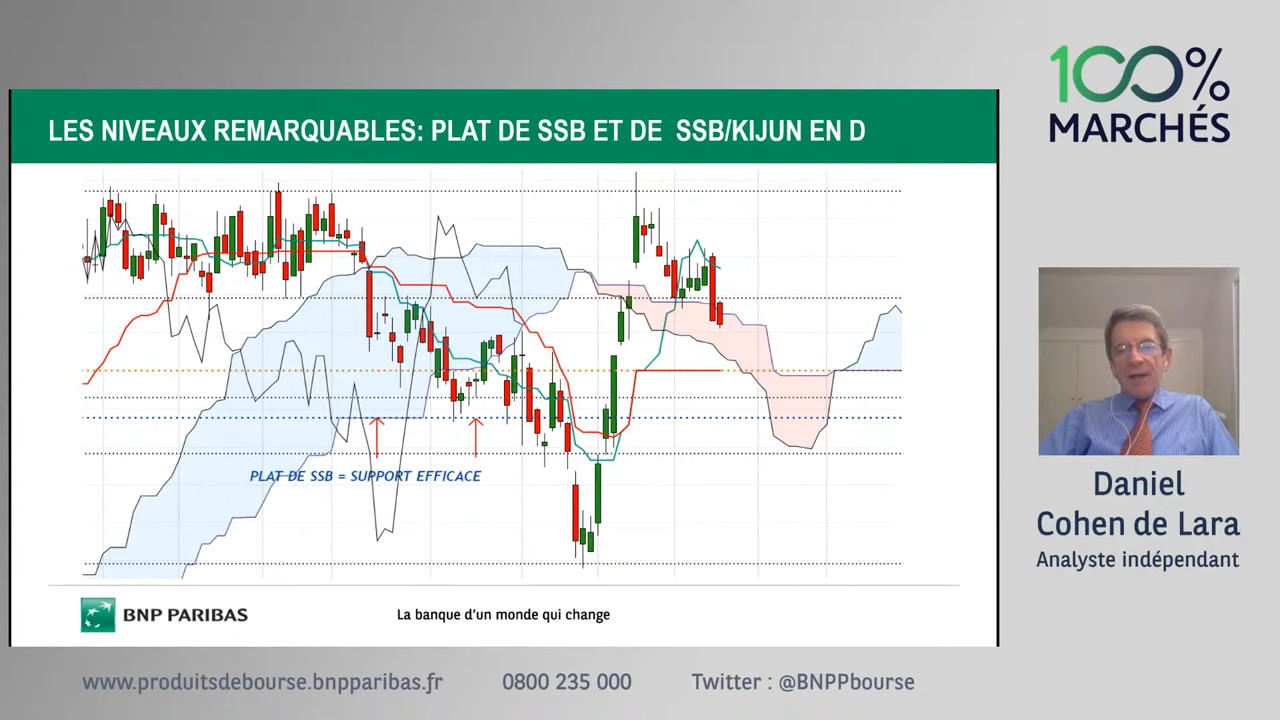 100%
MARCHÉS
LES NIVEAUX REMARQUABLES: PLAT DE SSB ET DE SSB/KIJUN EN D
PLAT DE SSB = SUPPORT EFFICACE
Daniel
Cohen de Lara
Analyste indépendant
BNP PARIBAS
La banque d'un monde qui change
www.produitsdebourse.bnpparibas.fr
0800 235 000
Twitter : @BNPPbourse